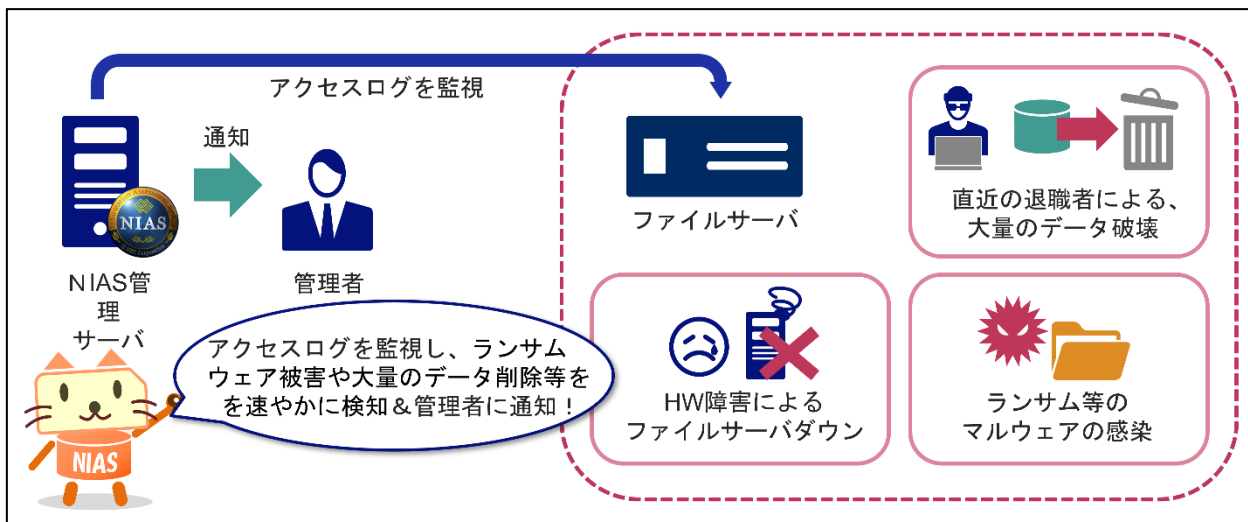 アクセスログを監視
通知
NIAS
NIAS管
理
サーバ
管理者
ファイルサーバ
直近の退職者による、
大量のデータ破壊
HW障害による
ファイルサーバダウン
ランサム等の
マルウェアの感染
アクセスログを監視し、ランサム
ウェア被害や大量のデータ削除等を
を速やかに検知＆管理者に通知！
NIAS